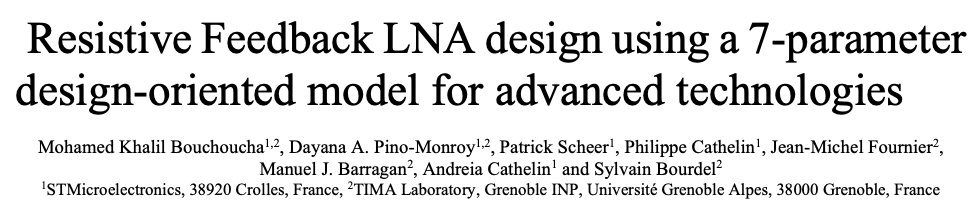 Resistive Feedback LNA design using a 7-parameter
design-oriented model for advanced technologies
Mohamed Khalil Bouchoucha1,2, Dayana A. Pino-Monroy1,2, Patrick Scheer1, Philippe Cathelin1, Jean-Michel Fournier2,
Manuel J. Barragan2, Andreia Cathelin1 and Sylvain Bourdel2
1STMicroelectronics, 38920 Crolles, France, 2TIMA Laboratory, Grenoble INP, Université Grenoble Alpes, 38000 Grenoble, France